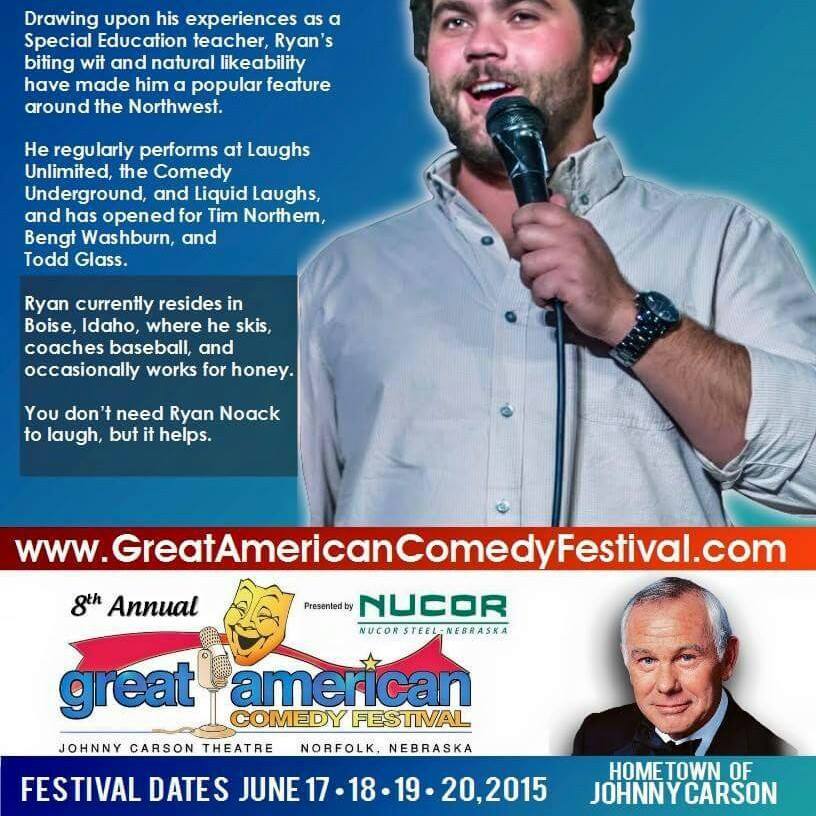 Drawing upon his experiences as a
Special Education teacher, Ryan's
biting wit and natural likeability
have made him a popular feature
around the Northwest.
He regularly performs at Laughs
Unlimited, the Comedy
Underground, and Liquid Laughs,
and has opened for Tim Northern,
Bengt Washburn, and
Todd Glass.
Ryan currently resides in
Boise, Idaho, where he skis,
coaches baseball, and
occasionally works for honey.
You don't need Ryan Noack
to laugh, but it helps.
www.GreatAmericanComedyFestival.com
8th Annual
Presented by NUCOR
NUCOR STEEL-NEBRASKA
great american
COMEDY FESTIVAL
JOHNNY CARSON THEATRE NORFOLK, NEBRASKA
FESTIVAL DATES JUNE 17 • 18 • 19 • 20, 2015
HOMETOWN OF
JOHNNY CARSON